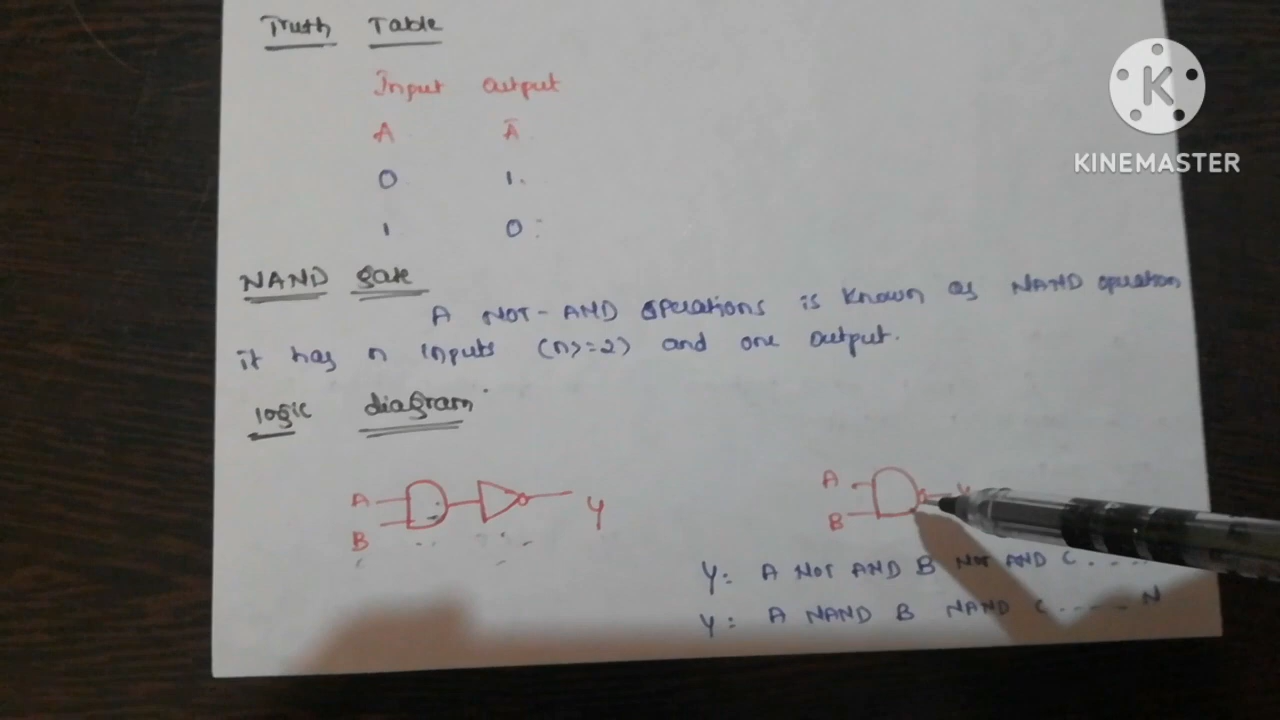 Truth Table
Input Output
A Ā
0 1.
1 0:
KINEMASTER
NAND gate
A NOT-AND operations is known as NAND operation
it has n inputs (n>=2) and one output.
logic diagram
A
B
Y
A
B
Y
Y: A NOT AND B NOT AND C....
Y: A NAND B NAND C.....N